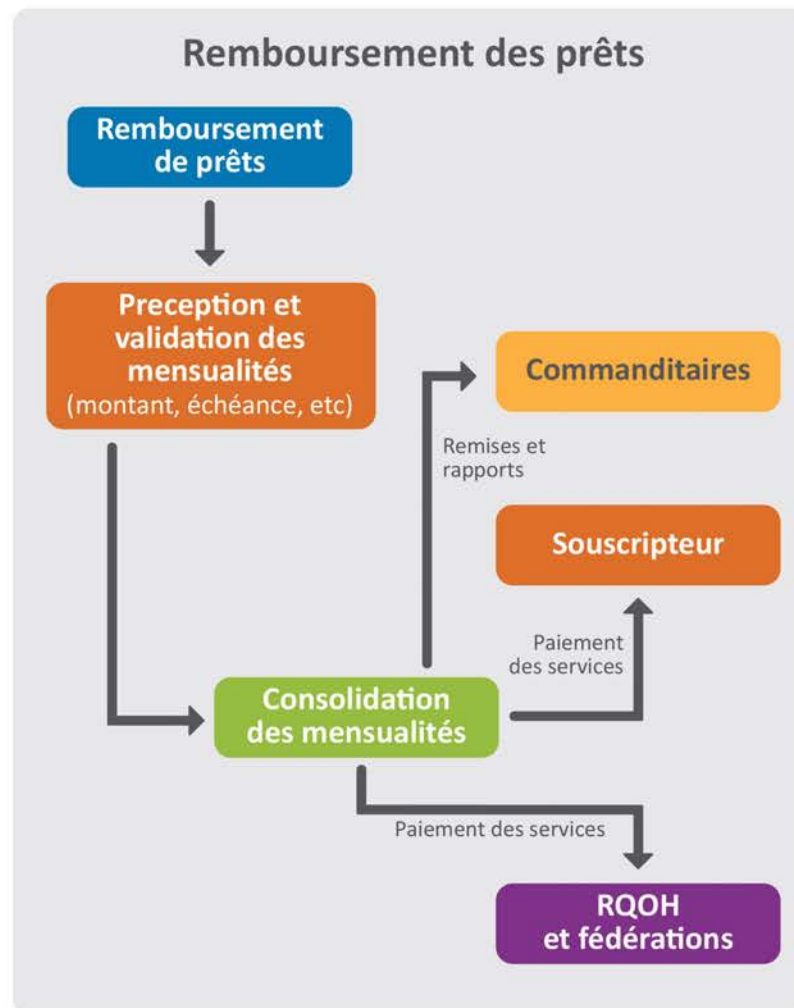 Remboursement des prêts
Remboursement
de prêts
Preception et
validation des
mensualités
(montant, échéance, etc)
Commanditaires
Remises et
rapports
Souscripteur
Paiement
des services
Consolidation
des mensualités
Paiement des services
RQOH
et fédérations